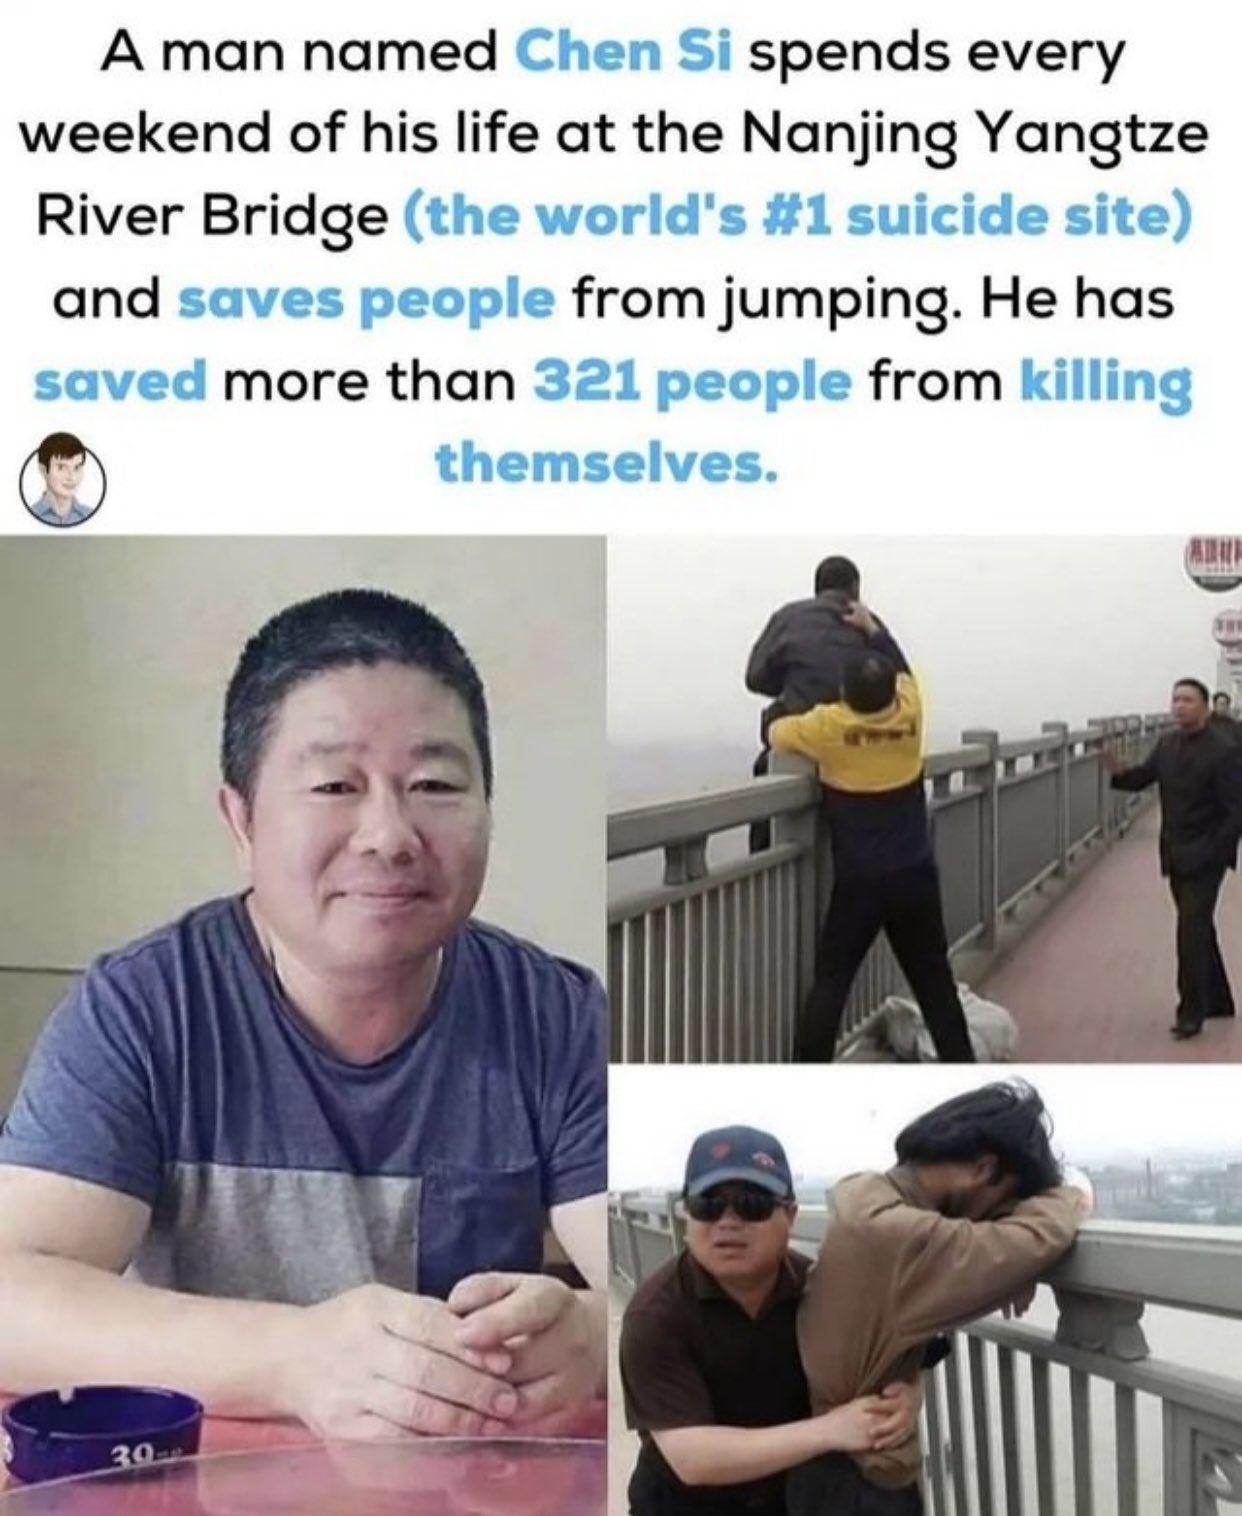 A man named Chen Si spends every
weekend of his life at the Nanjing Yangtze
River Bridge (the world's #1 suicide site)
and saves people from jumping. He has
saved more than 321 people from killing
themselves.
30